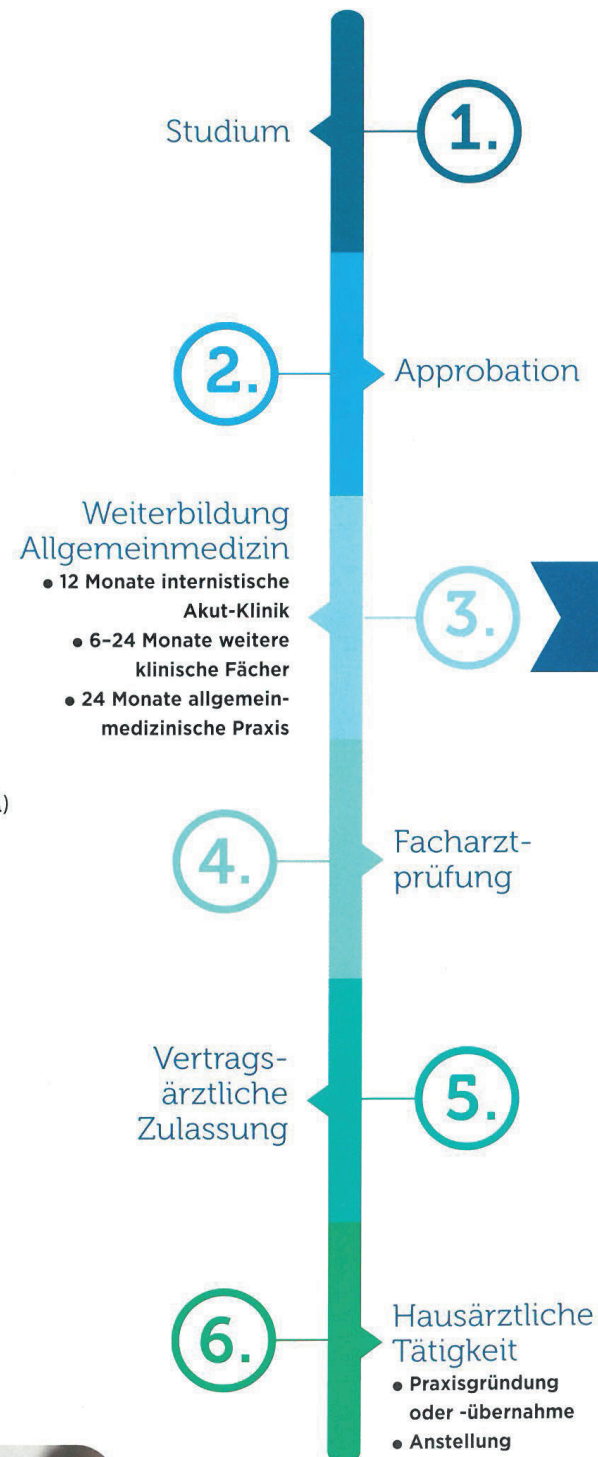 Studium
1.
2.
Approbation
Weiterbildung
Allgemeinmedizin
• 12 Monate internistische
Akut-Klinik
• 6–24 Monate weitere
klinische Fächer
• 24 Monate allgemein-
medizinische Praxis
3.
)
4.
Facharzt-
prüfung
Vertrags-
ärztliche
Zulassung
5.
6.
Hausärztliche
Tätigkeit
• Praxisgründung
oder -übernahme
• Anstellung